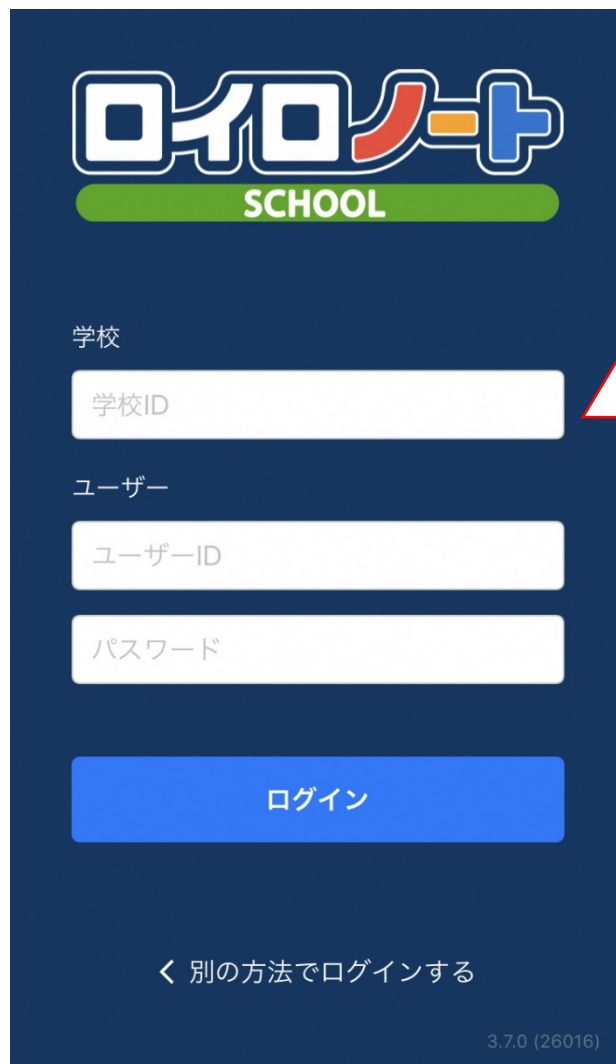 ロイロノート
SCHOOL
学校
学校ID
ユーザー
ユーザーID
パスワード
ログイン
別の方法でログインする
3.7.0 (26016)